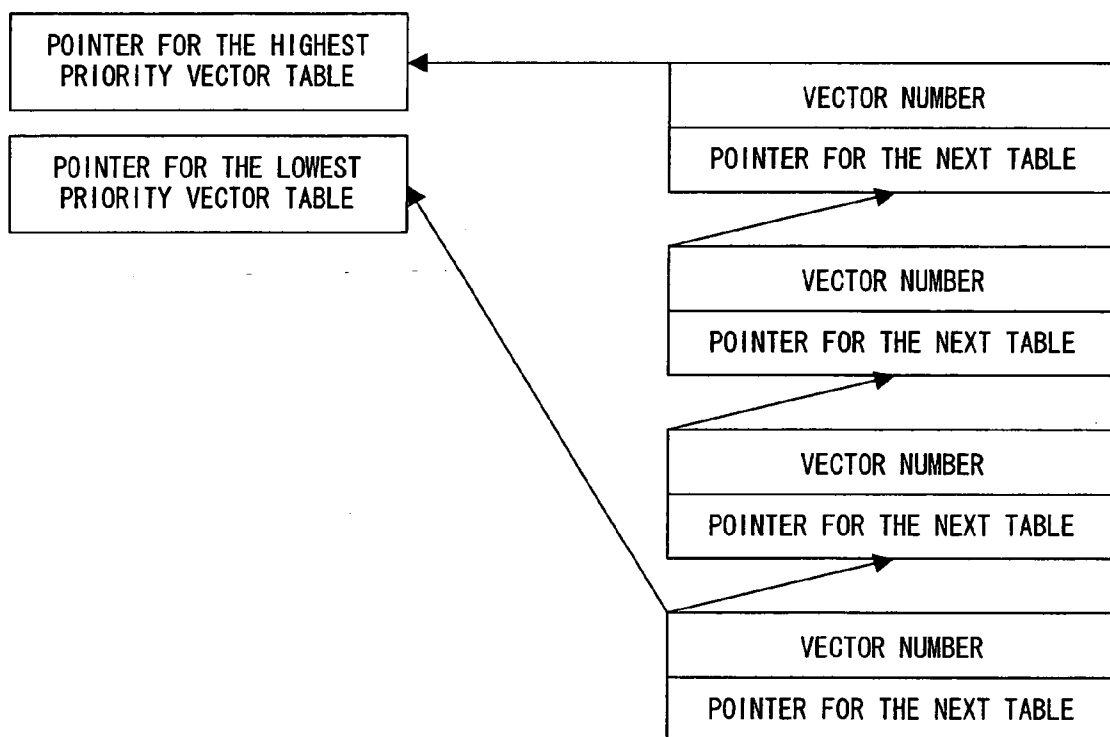 POINTER FOR THE HIGHEST
PRIORITY VECTOR TABLE
POINTER FOR THE LOWEST
PRIORITY VECTOR TABLE
VECTOR NUMBER
POINTER FOR THE NEXT TABLE
VECTOR NUMBER
POINTER FOR THE NEXT TABLE
VECTOR NUMBER
POINTER FOR THE NEXT TABLE
VECTOR NUMBER
POINTER FOR THE NEXT TABLE